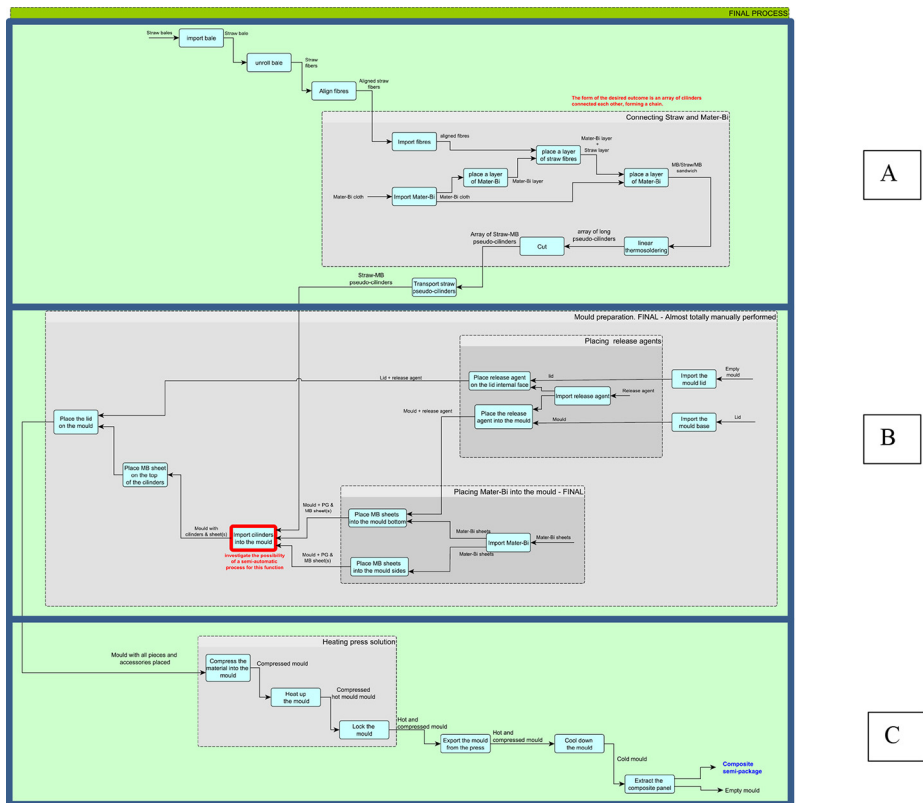 FINAL PROCESS
Straw bales
import bale
Straw bale
unroll bale
Straw
fibers
Align fibres
Aligned straw
fibers
The form of the desired outcome is an array of cilinders
connected each other, forming a chain.
Connecting Straw and Mater-Bi
Import fibres
aligned fibres
place a layer
of straw fibres
Mater-Bi layer
+
Straw layer
place a layer
of Mater-Bi
Mater-Bi layer
place a layer
of Mater-Bi
MB/Straw/MB
sandwich
Mater-Bi cloth
Import Mater-Bi
Mater-Bi cloth
Array of Straw-MB
pseudo-cilinders
Cut
array of long
pseudo-cilinders
linear
thermosoldering
Straw-MB
pseudo-cilinders
Transport straw
pseudo-cilinders
A
Mould preparation. FINAL - Almost totally manually performed
Placing release agents
Lid + release agent
Place release agent
on the lid internal face
lid
Import the
mould lid
Empty
mould
Import release agent
Release agent
Place the lid
on the mould
Mould + release agent
Place the release
agent into the mould
Mould
Import the
mould base
Lid
Place MB sheet
on the top
of the cilinders
Placing Mater-Bi into the mould - FINAL
Mould + PG &
MB sheet(s)
Place MB sheets
into the mould bottom
Mater-Bi sheets
Import Mater-Bi
Mater-Bi sheets
Mater-Bi sheets
Mould with
cilinders & sheet(s)
Import cilinders
into the mould
Investigate the possibility
of a semi-automatic
process for this function
Mould + PG &
MB sheet(s)
Place MB sheets
into the mould sides
B
Heating press solution
Mould with all pieces and
accessories placed
Compress the
material into the
mould
Compressed mould
Heat up
the mould
Compressed
hot mould mould
Lock the
mould
Hot and
compressed mould
Export the mould
from the press
Hot and
compressed mould
Cool down
the mould
Cold mould
Extract the
composite panel
Composite
semi-package
Empty mould
C